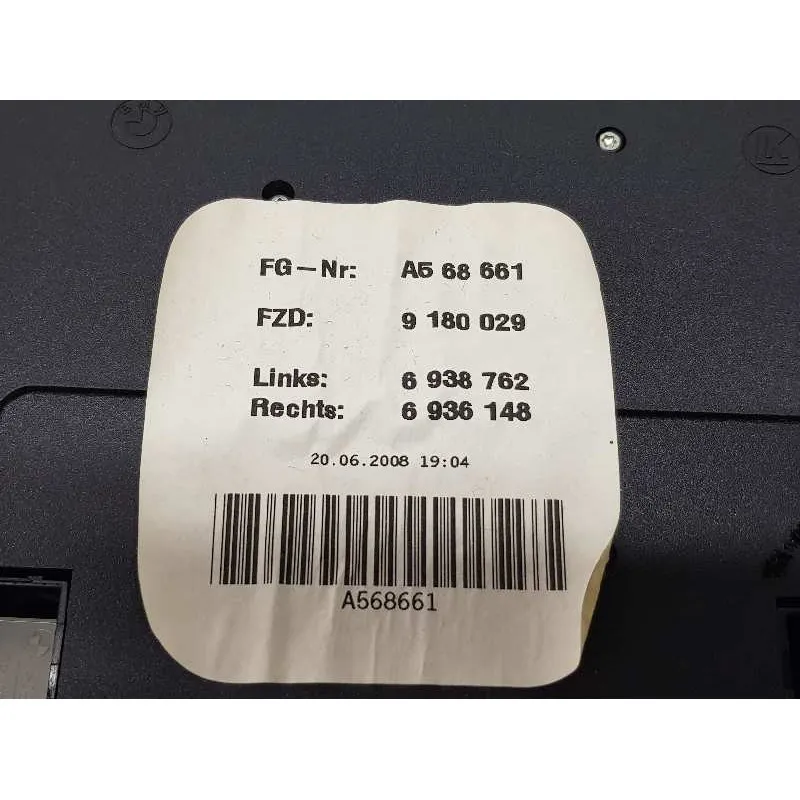 FG-Nr: A5 68 661
FZD: 9 180 029
Links: 6 938 762
Rechts: 6 936 148
20.06.2008 19:04
A568661